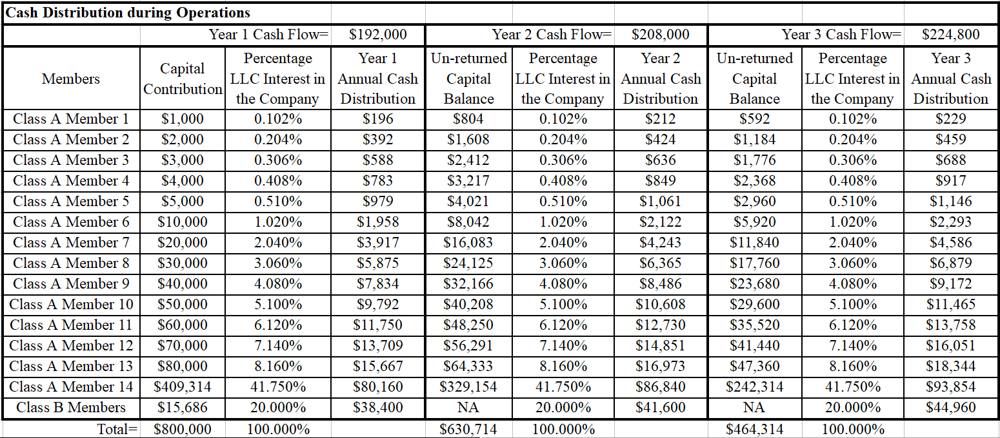 Cash Distribution during Operations
Year 1 Cash Flow= $192,000 Year 2 Cash Flow= $208,000 Year 3 Cash Flow= $224,800
Members Capital Contribution Percentage LLC Interest in the Company Year 1 Annual Cash Distribution Un-returned Capital Balance Percentage LLC Interest in the Company Year 2 Annual Cash Distribution Un-returned Capital Balance Percentage LLC Interest in the Company Year 3 Annual Cash Distribution
Class A Member 1 $1,000 0.102% $196 $804 0.102% $212 $592 0.102% $229
Class A Member 2 $2,000 0.204% $392 $1,608 0.204% $424 $1,184 0.204% $459
Class A Member 3 $3,000 0.306% $588 $2,412 0.306% $636 $1,776 0.306% $688
Class A Member 4 $4,000 0.408% $783 $3,217 0.408% $849 $2,368 0.408% $917
Class A Member 5 $5,000 0.510% $979 $4,021 0.510% $1,061 $2,960 0.510% $1,146
Class A Member 6 $10,000 1.020% $1,958 $8,042 1.020% $2,122 $5,920 1.020% $2,293
Class A Member 7 $20,000 2.040% $3,917 $16,083 2.040% $4,243 $11,840 2.040% $4,586
Class A Member 8 $30,000 3.060% $5,875 $24,125 3.060% $6,365 $17,760 3.060% $6,879
Class A Member 9 $40,000 4.080% $7,834 $32,166 4.080% $8,486 $23,680 4.080% $9,172
Class A Member 10 $50,000 5.100% $9,792 $40,208 5.100% $10,608 $29,600 5.100% $11,465
Class A Member 11 $60,000 6.120% $11,750 $48,250 6.120% $12,730 $35,520 6.120% $13,758
Class A Member 12 $70,000 7.140% $13,709 $56,291 7.140% $14,851 $41,440 7.140% $16,051
Class A Member 13 $80,000 8.160% $15,667 $64,333 8.160% $16,973 $47,360 8.160% $18,344
Class A Member 14 $409,314 41.750% $80,160 $329,154 41.750% $86,840 $242,314 41.750% $93,854
Class B Members $15,686 20.000% $38,400 NA 20.000% $41,600 NA 20.000% $44,960
Total= $800,000 100.000% $630,714 100.000% $464,314 100.000%